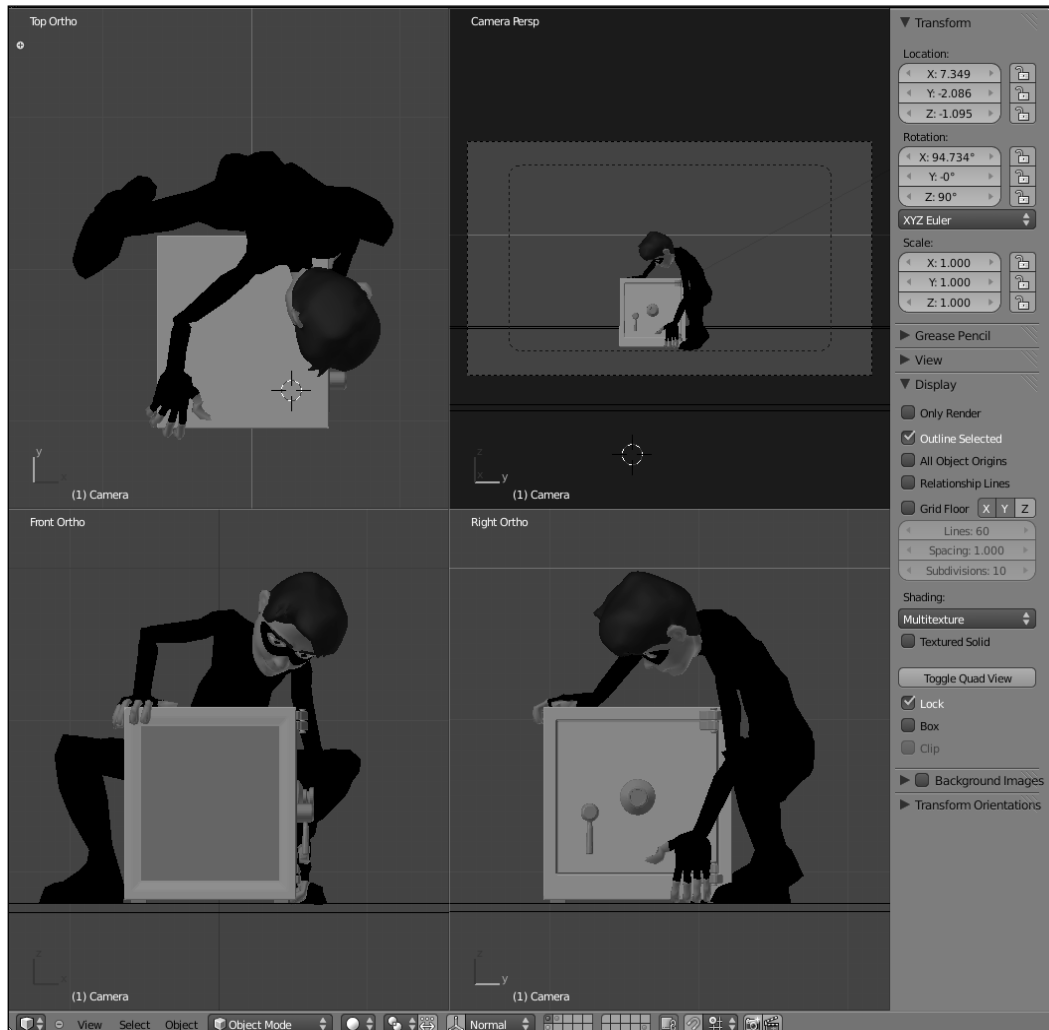 Top Ortho
Camera Persp
y
x
(1) Camera
z
x y
(1) Camera
Front Ortho
Right Ortho
z
x
(1) Camera
z
y
(1) Camera
Transform
Location:
X: 7.349
Y: -2.086
Z: -1.095
Rotation:
X: 94.734°
Y: -0°
Z: 90°
XYZ Euler
Scale:
X: 1.000
Y: 1.000
Z: 1.000
Grease Pencil
View
Display
Only Render
Outline Selected
All Object Origins
Relationship Lines
Grid Floor X Y Z
Lines: 60
Spacing: 1.000
Subdivisions: 10
Shading:
Multitexture
Textured Solid
Toggle Quad View
Lock
Box
Clip
Background Images
Transform Orientations
View Select Object Object Mode Normal